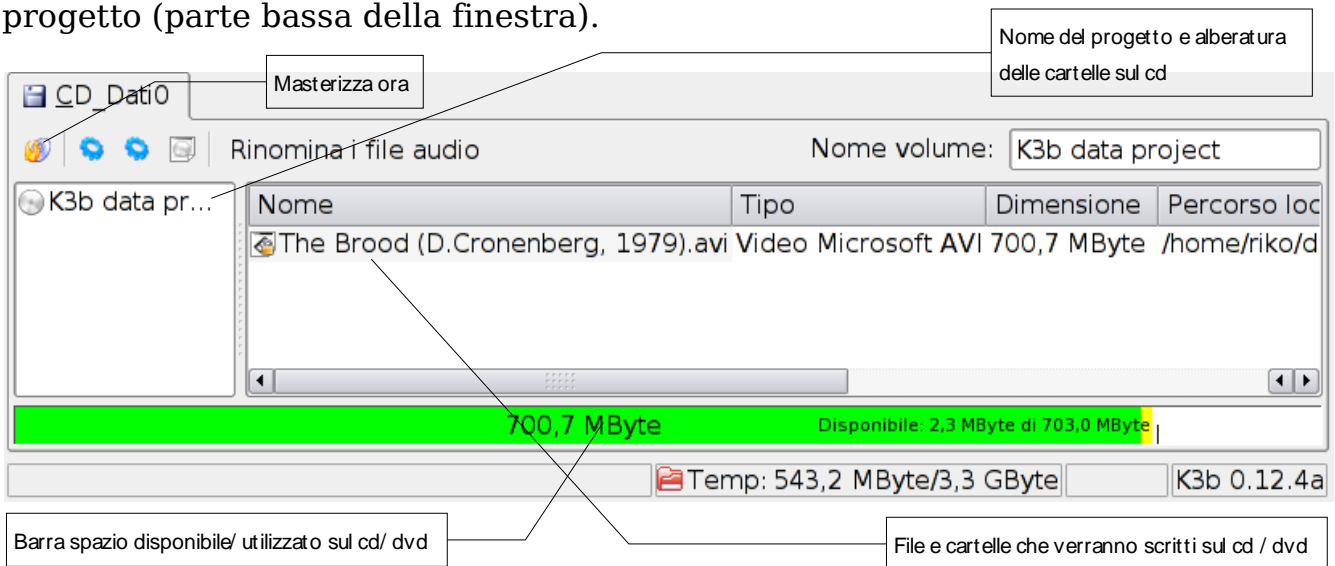 progetto (parte bassa della finestra).
Nome del progetto e alberatura
delle cartelle sul cd
Masterizza ora
CD_Dati0
Rinomina i file audio
Nome volume:
K3b data project
K3b data pr...
Nome
Tipo
Dimensione
Percorso loc
The Brood (D.Cronenberg, 1979).avi
Video Microsoft AVI
700,7 MByte
/home/riko/d
700,7 MByte
Disponibile: 2,3 MByte di 703,0 MByte
Temp: 543,2 MByte/3,3 GByte
K3b 0.12.4a
Barra spazio disponibile/ utilizzato sul cd/ dvd
File e cartelle che verranno scritti sul cd / dvd